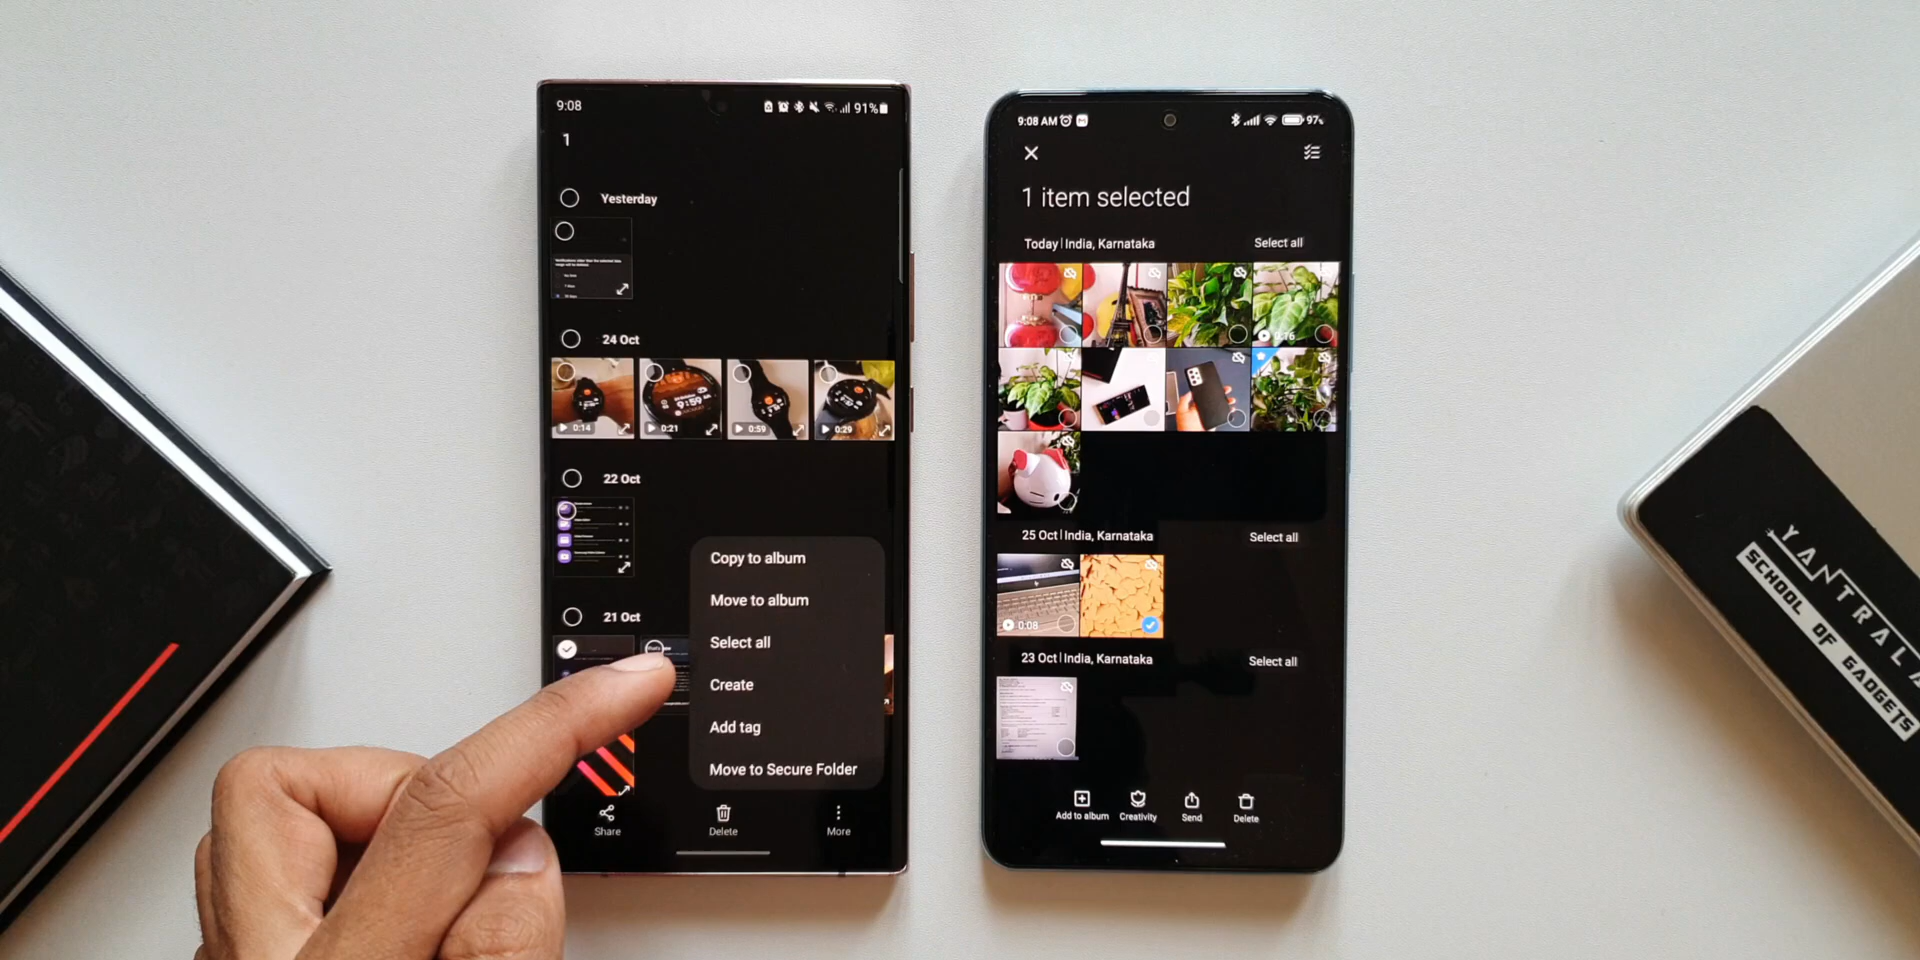 9:08
91%
1
Yesterday
24 Oct
9:59
0:14
0:21
0:59
0:29
22 Oct
21 Oct
Copy to album
Move to album
Select all
Create
Add tag
Move to Secure Folder
Share
Delete
More
9:08 AM
97%
1 item selected
Today | India, Karnataka
Select all
25 Oct | India, Karnataka
Select all
0:08
23 Oct | India, Karnataka
Select all
Add to album
Creativity
Send
Delete
YANTRALA
SCHOOL OF GADGETS